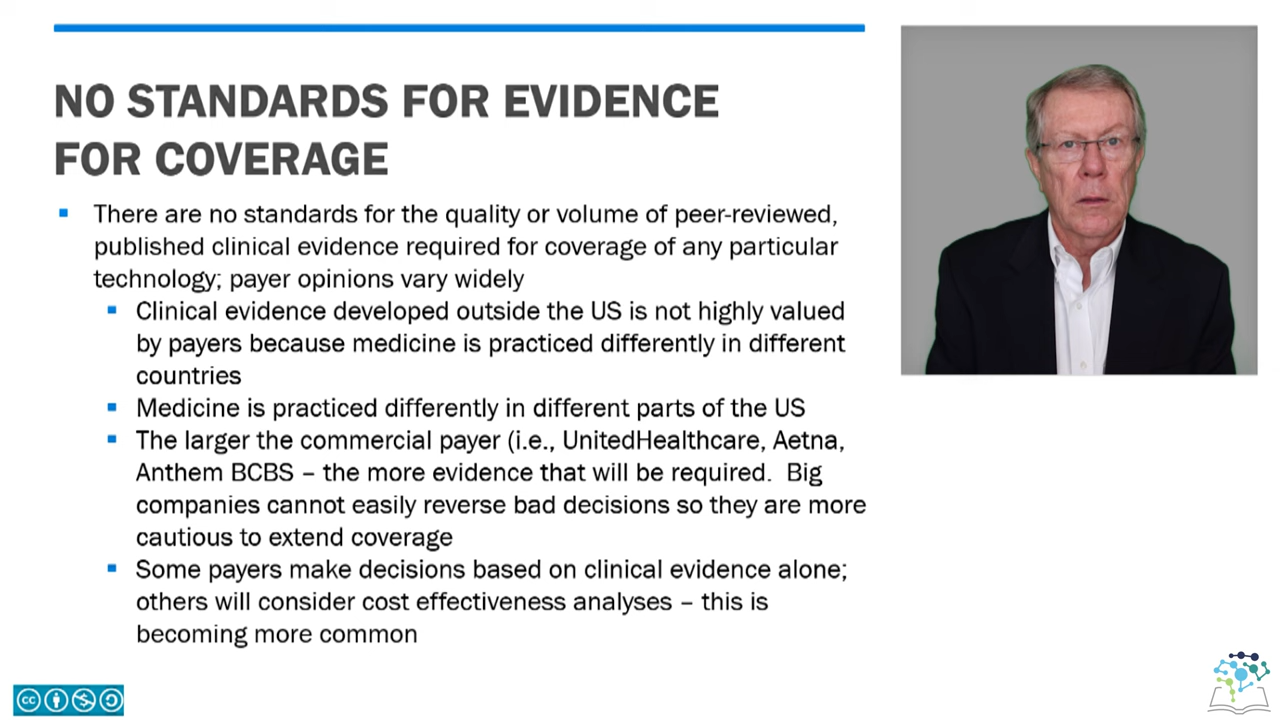 NO STANDARDS FOR EVIDENCE
FOR COVERAGE
There are no standards for the quality or volume of peer-reviewed,
published clinical evidence required for coverage of any particular
technology; payer opinions vary widely
Clinical evidence developed outside the US is not highly valued
by payers because medicine is practiced differently in different
countries
Medicine is practiced differently in different parts of the US
The larger the commercial payer (i.e., UnitedHealthcare, Aetna,
Anthem BCBS – the more evidence that will be required.  Big
companies cannot easily reverse bad decisions so they are more
cautious to extend coverage
Some payers make decisions based on clinical evidence alone;
others will consider cost effectiveness analyses – this is
becoming more common
cc